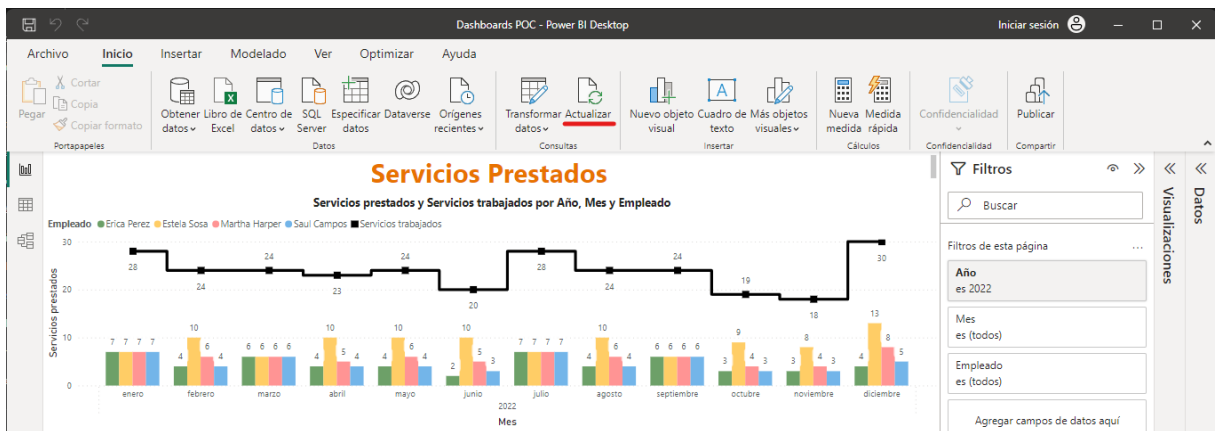 Dashboards POC - Power BI Desktop
Iniciar sesión
Archivo Inicio Insertar Modelado Ver Optimizar Ayuda
Pegar
Cortar
Copia
Copiar formato
Portapapeles
Obtener datos
Libro de Excel
Centro de datos
SQL Server
Especificar datos
Dataverse
Orígenes recientes
Datos
Transformar datos
Actualizar
Consultas
Nuevo objeto visual
Cuadro de texto
Más objetos visuales
Insertar
Nueva medida
Medida rápida
Cálculos
Confidencialidad
Confidencialidad
Publicar
Compartir
Servicios Prestados
Servicios prestados y Servicios trabajados por Año, Mes y Empleado
Empleado Erica Perez Estela Sosa Martha Harper Saul Campos Servicios trabajados
Servicios prestados
30
20
10
0
28 24 24 23 24 20 28 24 24 19 18 30
7 7 7 7
4 10 6 4
6 6 6 6
4 10 5 4
4 10 6 4
2 10 5 3
7 7 7 7
4 10 6 4
6 6 6 6
3 9 4 3
3 8 4 3
4 13 8 5
enero febrero marzo abril mayo junio julio agosto septiembre octubre noviembre diciembre
2022
Mes
Filtros
Buscar
Filtros de esta página
...
Año
es 2022
Mes
es (todos)
Empleado
es (todos)
Agregar campos de datos aquí
Visualizaciones
Datos